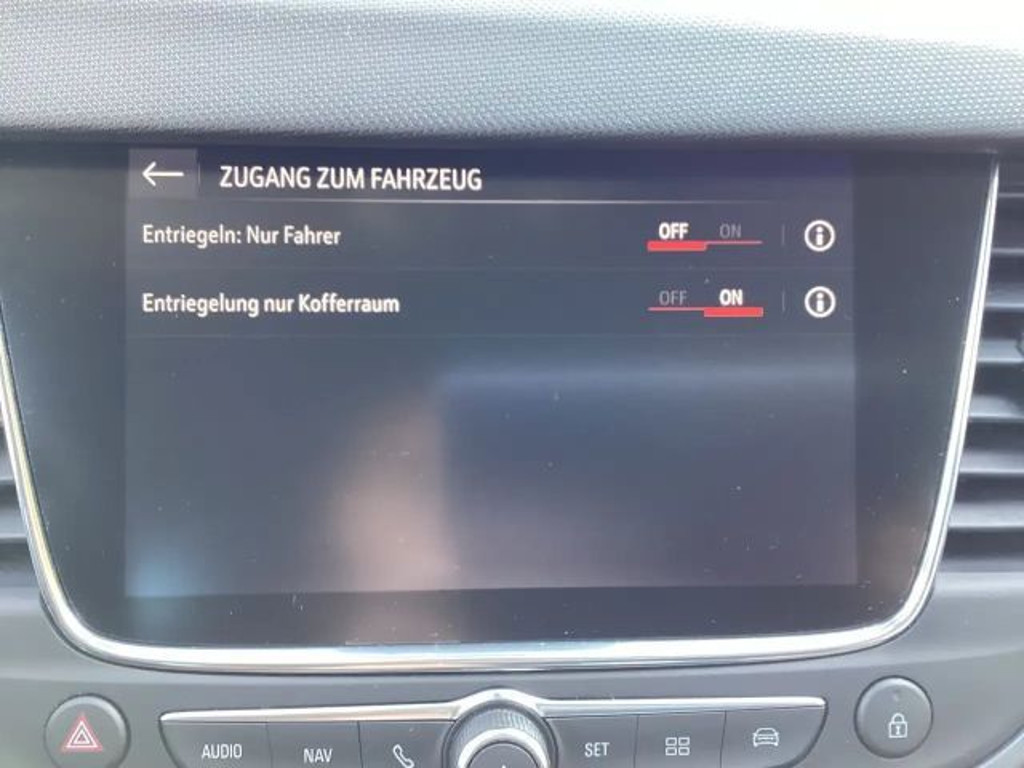 ZUGANG ZUM FAHRZEUG
Entriegeln: Nur Fahrer OFF ON
Entriegelung nur Kofferraum OFF ON
AUDIO NAV SET